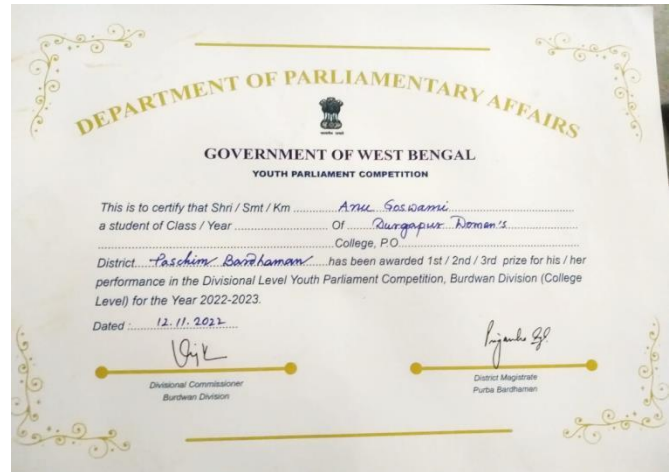 DEPARTMENT OF PARLIAMENTARY AFFAIRS
GOVERNMENT OF WEST BENGAL
YOUTH PARLIAMENT COMPETITION
This is to certify that Shri / Smt / Km ............ Anu Goswami ............
a student of Class / Year .................... Of ..... Durgapur Women's
.................... College, P.O. ....................
District.... Paschim Bardhaman .....has been awarded 1st / 2nd / 3rd prize for his / her
performance in the Divisional Level Youth Parliament Competition, Burdwan Division (College
Level) for the Year 2022-2023.
Dated : 12.11.2022
Divisional Commissioner
Burdwan Division
District Magistrate
Purba Bardhaman